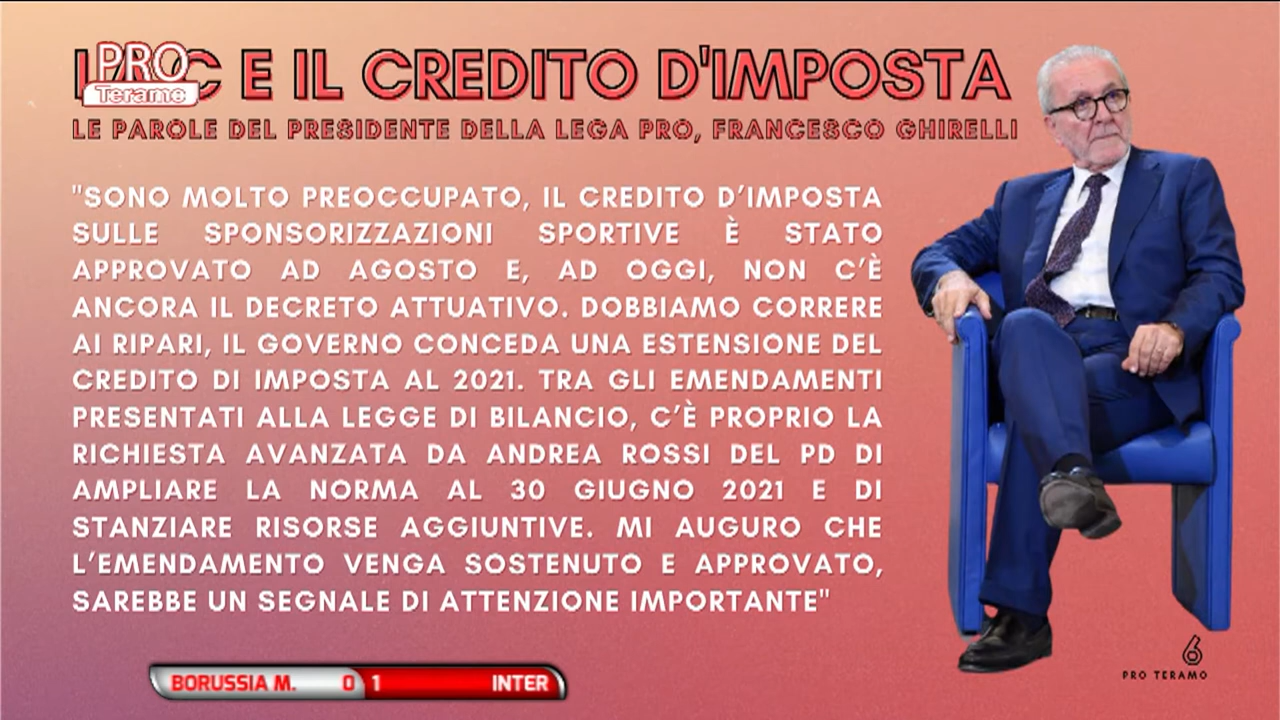 PRO
Teramo
E IL CREDITO D'IMPOSTA
LE PAROLE DEL PRESIDENTE DELLA LEGA PRO, FRANCESCO GHIRELLI
"SONO MOLTO PREOCCUPATO, IL CREDITO D’IMPOSTA
SULLE SPONSORIZZAZIONI SPORTIVE È STATO
APPROVATO AD AGOSTO E, AD OGGI, NON C’È
ANCORA IL DECRETO ATTUATIVO. DOBBIAMO CORRERE
AI RIPARI, IL GOVERNO CONCEDA UNA ESTENSIONE DEL
CREDITO DI IMPOSTA AL 2021. TRA GLI EMENDAMENTI
PRESENTATI ALLA LEGGE DI BILANCIO, C’È PROPRIO LA
RICHIESTA AVANZATA DA ANDREA ROSSI DEL PD DI
AMPLIARE LA NORMA AL 30 GIUGNO 2021 E DI
STANZIARE RISORSE AGGIUNTIVE. MI AUGURO CHE
L’EMENDAMENTO VENGA SOSTENUTO E APPROVATO,
SAREBBE UN SEGNALE DI ATTENZIONE IMPORTANTE"
6
PRO TERAMO
BORUSSIA M. 0 1 INTER